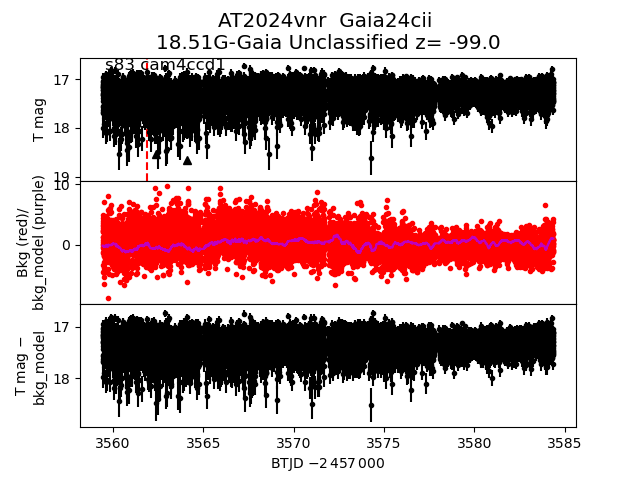 AT2024vnr  Gaia24cii
18.51G-Gaia Unclassified z= -99.0
s83 cam4ccd1
17
18
19
T mag
10
0
Bkg (red)/
bkg_model (purple)
17
18
T mag −
bkg_model
3560
3565
3570
3575
3580
3585
BTJD −2 457 000